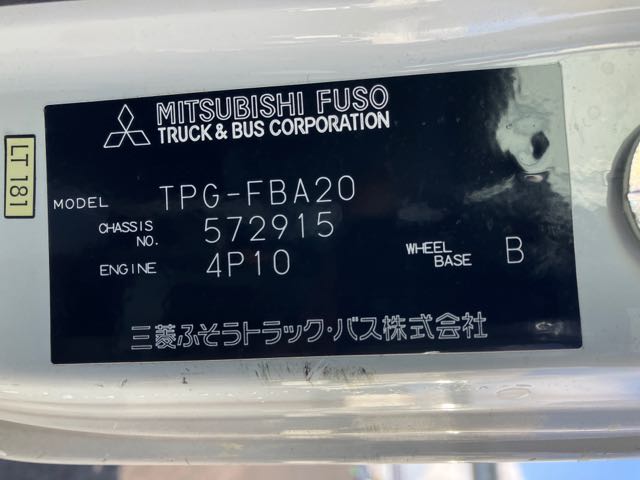 MITSUBISHI FUSO
TRUCK & BUS CORPORATION
LT 181
MODEL TPG-FBA20
CHASSIS NO. 572915
ENGINE 4P10
WHEEL BASE B
三菱ふそうトラック・バス株式会社